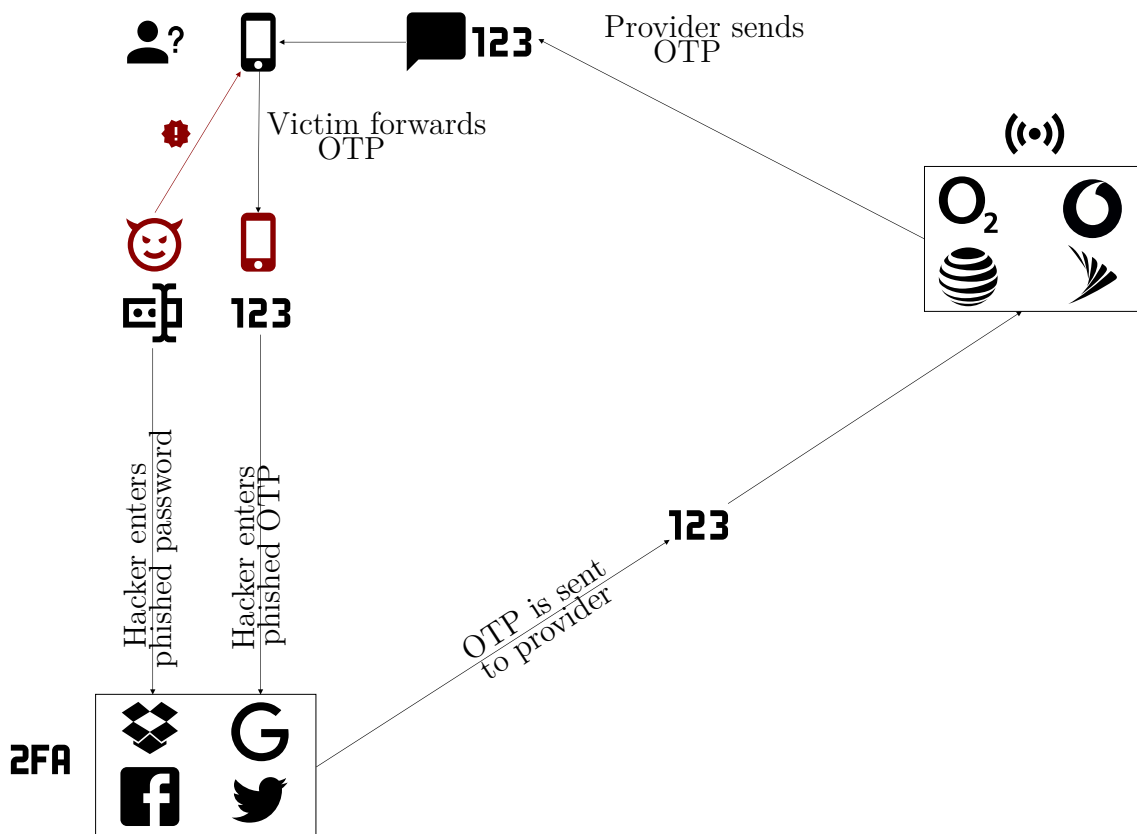 ?
123
Provider sends
OTP
Victim forwards
OTP
!
O2
123
Hacker enters
phished password
Hacker enters
phished OTP
123
OTP is sent
to provider
2FA
G
f